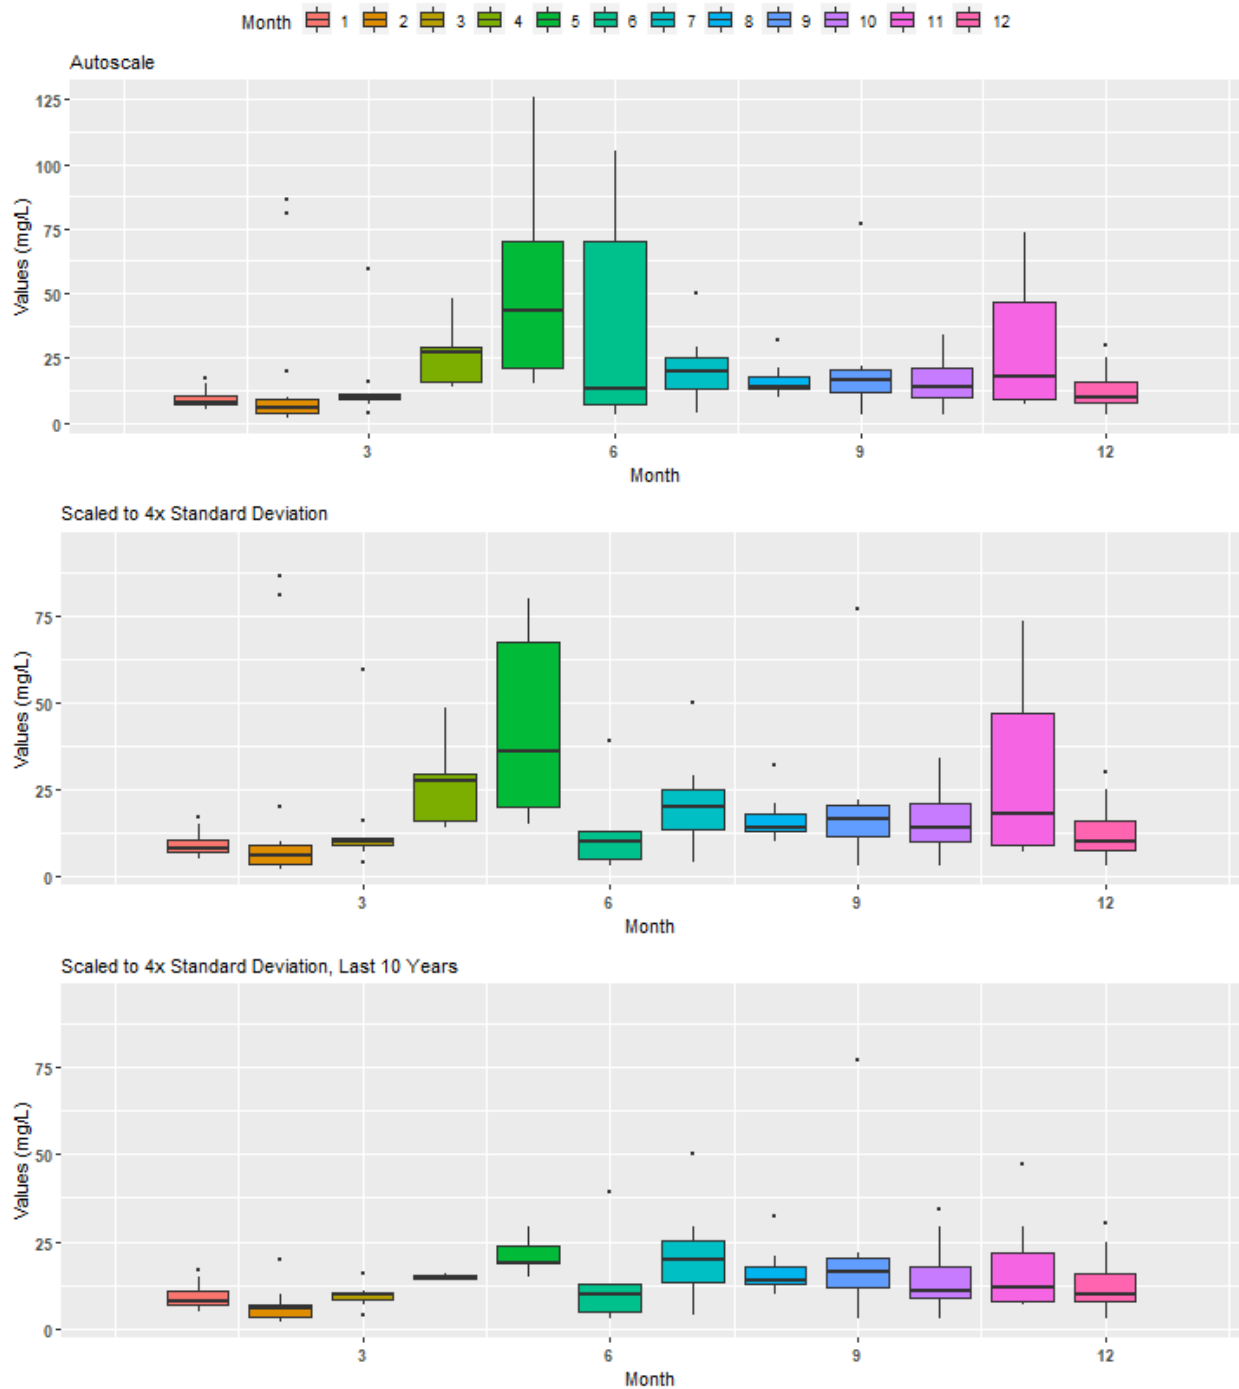 Month 1 2 3 4 5 6 7 8 9 10 11 12
Autoscale
125
100
75
50
25
0
Values (mg/L)
3 6 9 12
Month
Scaled to 4x Standard Deviation
75
50
25
0
Values (mg/L)
3 6 9 12
Month
Scaled to 4x Standard Deviation, Last 10 Years
75
50
25
0
Values (mg/L)
3 6 9 12
Month